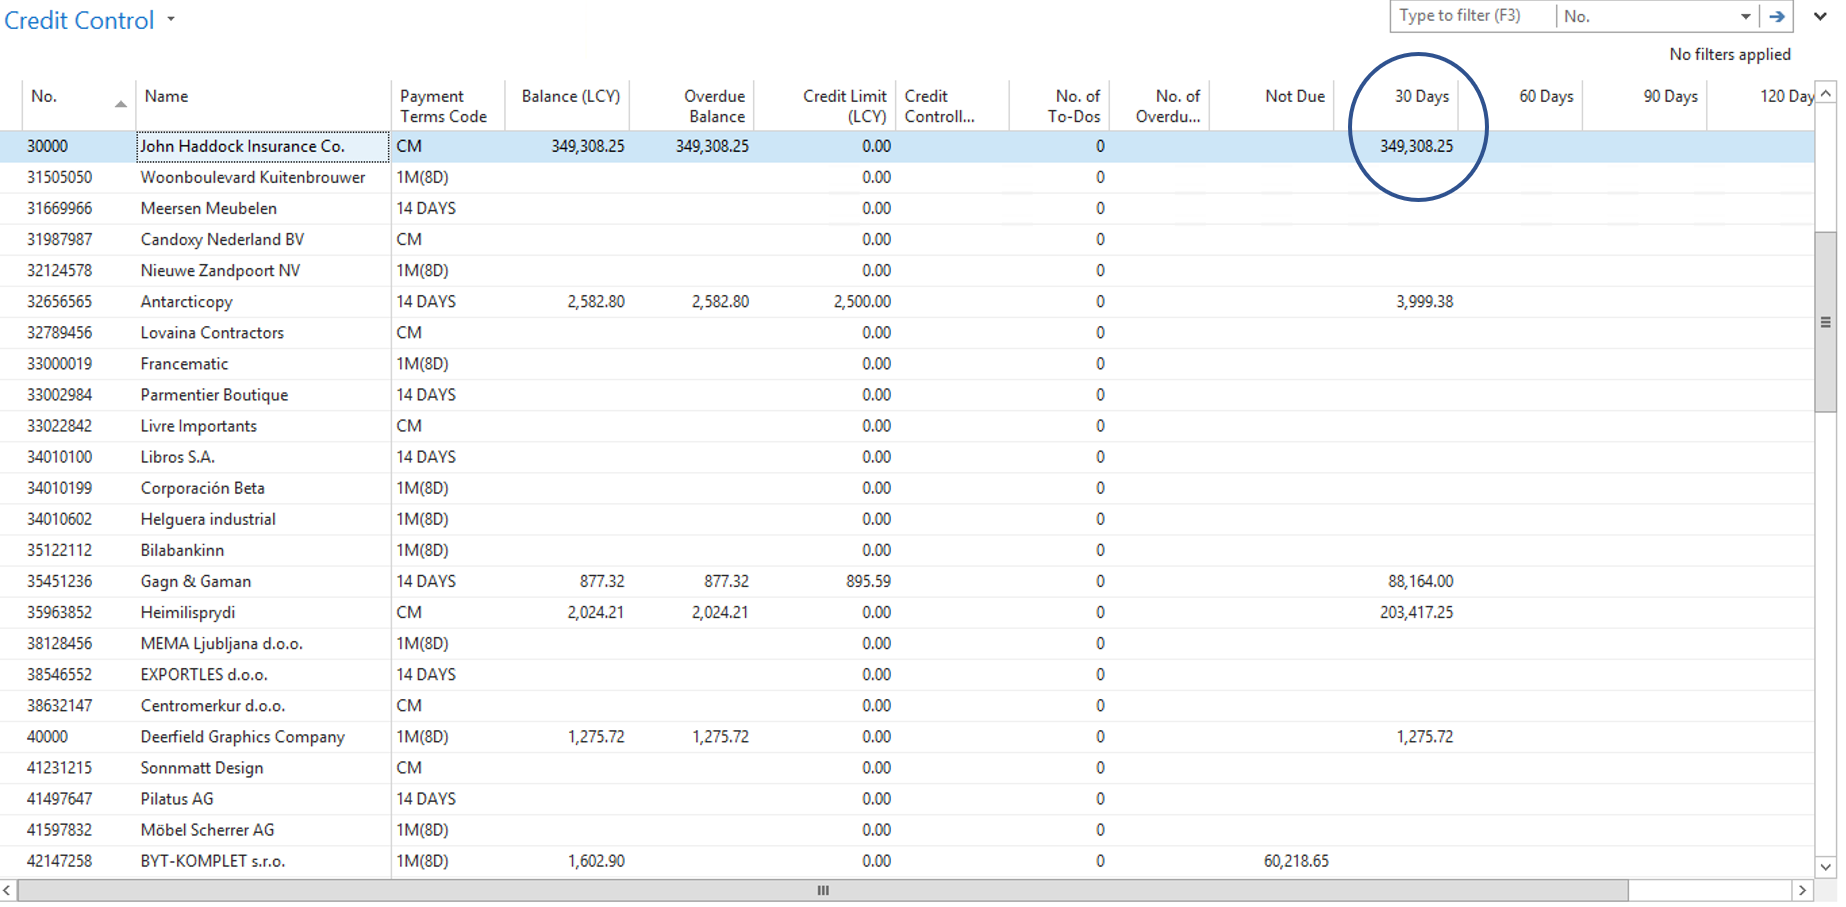 Credit Control
Type to filter (F3) No.
No filters applied
No. Name Payment Terms Code Balance (LCY) Overdue Balance Credit Limit (LCY) Credit Controll... No. of To-Dos No. of Overdu... Not Due 30 Days 60 Days 90 Days 120 Day
30000 John Haddock Insurance Co. CM 349,308.25 349,308.25 0.00 0 349,308.25
31505050 Woonboulevard Kuitenbrouwer 1M(8D) 0.00 0
31669966 Meersen Meubelen 14 DAYS 0.00 0
31987987 Candoxy Nederland BV CM 0.00 0
32124578 Nieuwe Zandpoort NV 1M(8D) 0.00 0
32656565 Antarcticopy 14 DAYS 2,582.80 2,582.80 2,500.00 0 3,999.38
32789456 Lovaina Contractors CM 0.00 0
33000019 Francematic 1M(8D) 0.00 0
33002984 Parmentier Boutique 14 DAYS 0.00 0
33022842 Livre Importants CM 0.00 0
34010100 Libros S.A. 14 DAYS 0.00 0
34010199 Corporación Beta 1M(8D) 0.00 0
34010602 Helguera industrial 1M(8D) 0.00 0
35122112 Bilabankinn 1M(8D) 0.00 0
35451236 Gagn & Gaman 14 DAYS 877.32 877.32 895.59 0 88,164.00
35963852 Heimilisprydi CM 2,024.21 2,024.21 0.00 0 203,417.25
38128456 MEMA Ljubljana d.o.o. 1M(8D) 0.00 0
38546552 EXPORTLES d.o.o. 14 DAYS 0.00 0
38632147 Centromerkur d.o.o. CM 0.00 0
40000 Deerfield Graphics Company 1M(8D) 1,275.72 1,275.72 0.00 0 1,275.72
41231215 Sonnmatt Design CM 0.00 0
41497647 Pilatus AG 14 DAYS 0.00 0
41597832 Möbel Scherrer AG 1M(8D) 0.00 0
42147258 BYT-KOMPLET s.r.o. 1M(8D) 1,602.90 0.00 0 60,218.65